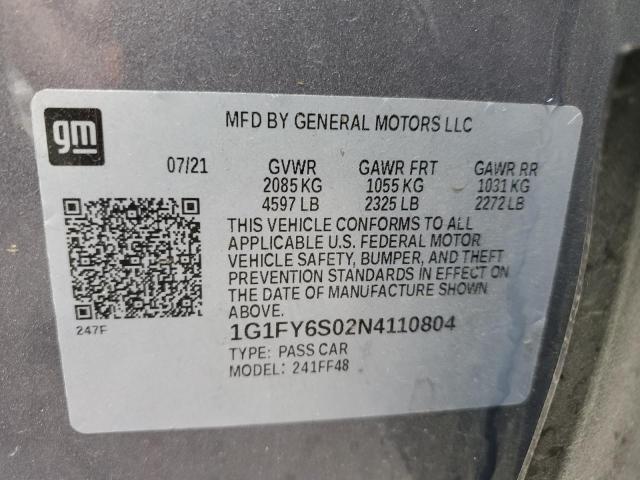 gm
MFD BY GENERAL MOTORS LLC
07/21 GVWR GAWR FRT GAWR RR
2085 KG 1055 KG 1031 KG
4597 LB 2325 LB 2272 LB
THIS VEHICLE CONFORMS TO ALL
APPLICABLE U.S. FEDERAL MOTOR
VEHICLE SAFETY, BUMPER, AND THEFT
PREVENTION STANDARDS IN EFFECT ON
THE DATE OF MANUFACTURE SHOWN
ABOVE.
247F
1G1FY6S02N4110804
TYPE: PASS CAR
MODEL: 241FF48